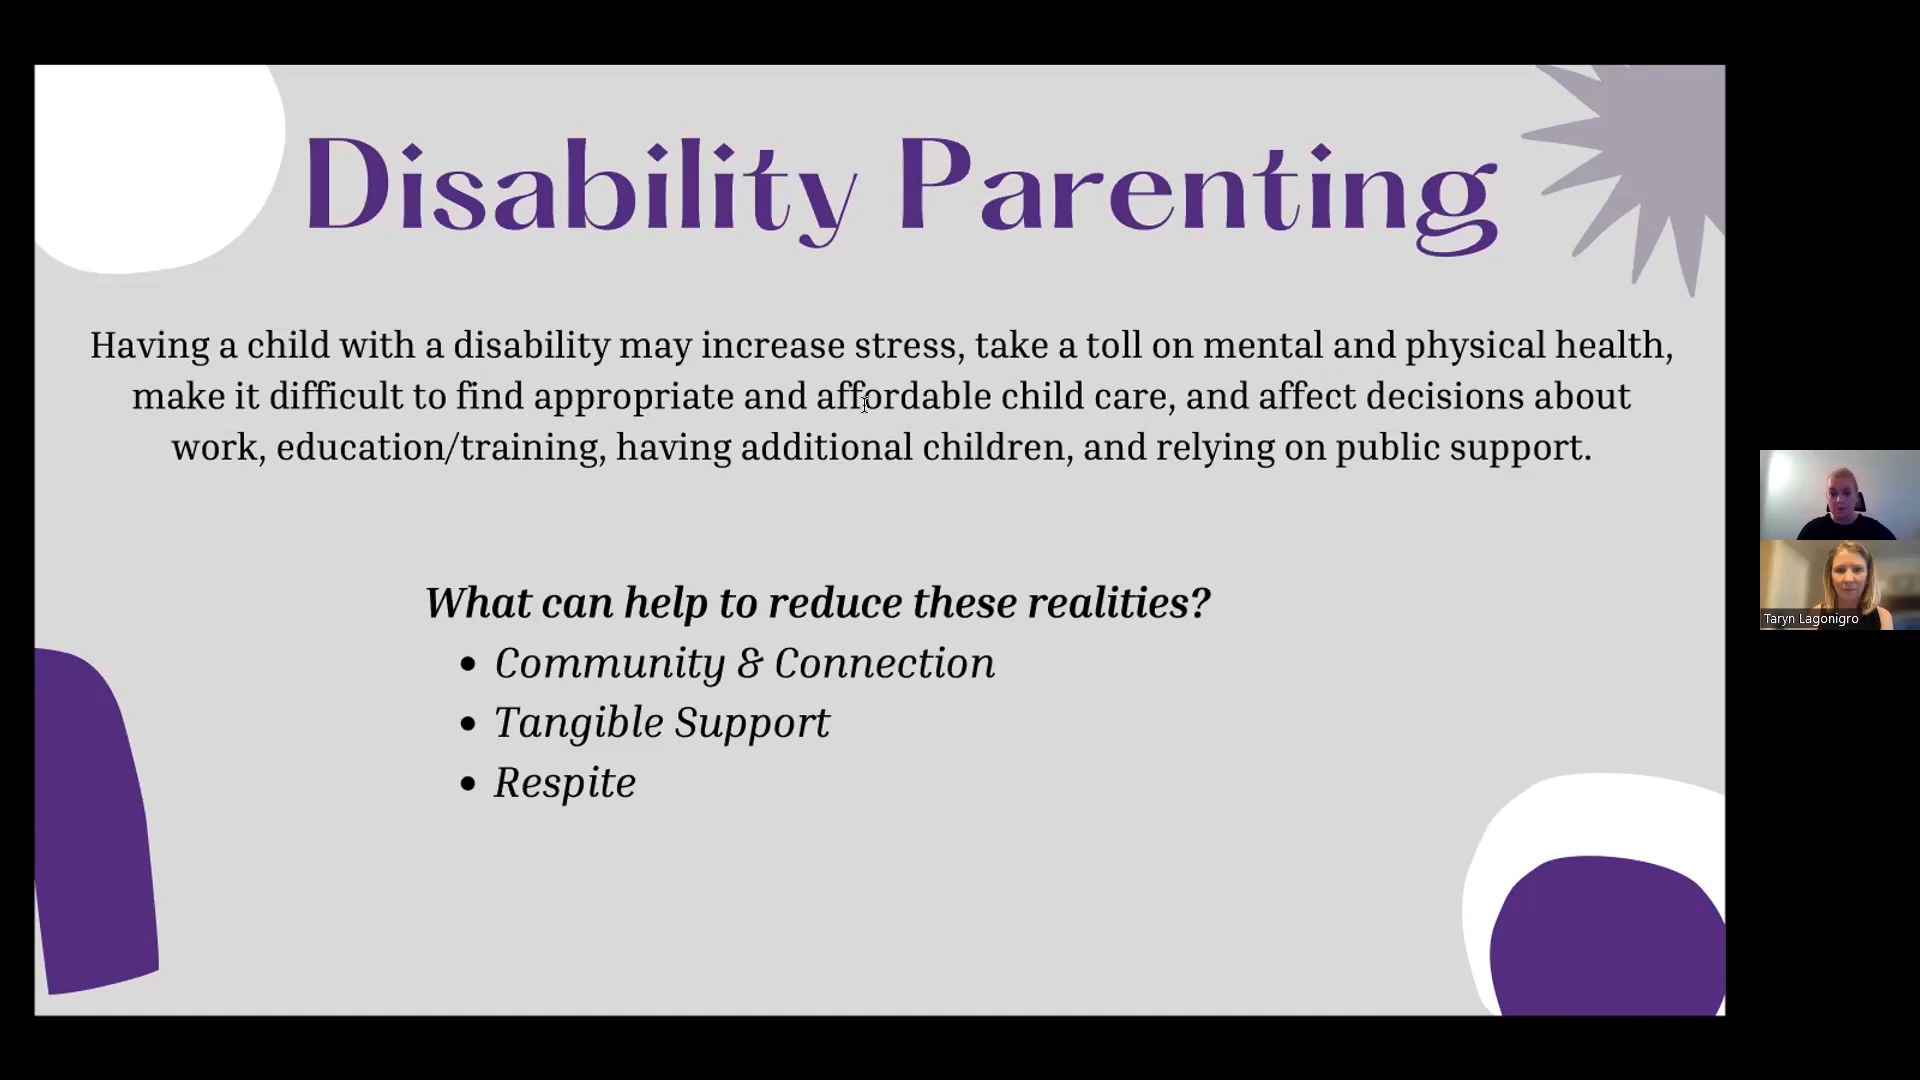 Disability Parenting
Having a child with a disability may increase stress, take a toll on mental and physical health,
make it difficult to find appropriate and affordable child care, and affect decisions about
work, education/training, having additional children, and relying on public support.
What can help to reduce these realities?
• Community & Connection
• Tangible Support
• Respite
Taryn Lagonigro